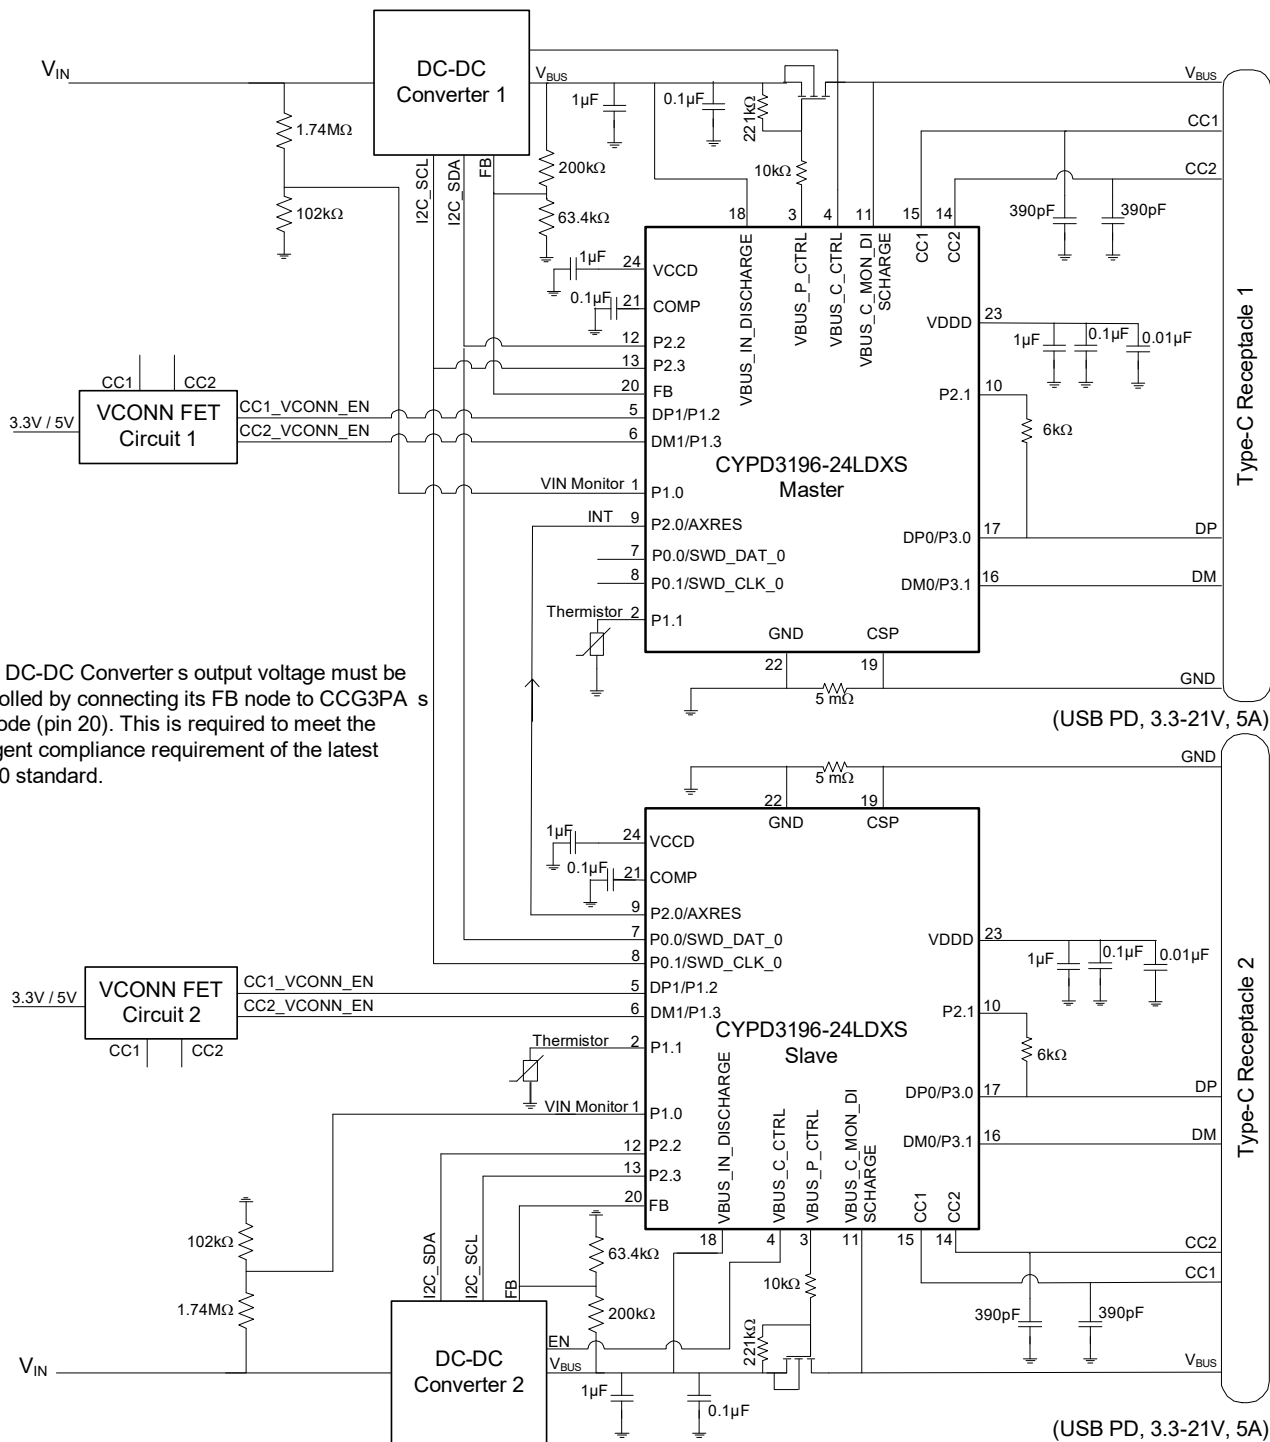 V_IN
DC-DC
Converter 1
V_BUS
1µF
0.1µF
221kΩ
V_BUS
CC1
CC2
1.74MΩ
102kΩ
I2C_SCL
I2C_SDA
FB
200kΩ
63.4kΩ
10kΩ
390pF
390pF
18
3
4
11
15
14
VBUS_IN_DISCHARGE
VBUS_P_CTRL
VBUS_C_CTRL
VBUS_C_MON_DI
SCHARGE
CC1
CC2
1µF
24
VCCD
0.1µF
21
COMP
12
P2.2
13
P2.3
20
FB
5
DP1/P1.2
6
DM1/P1.3
VDDD
23
1µF
0.1µF
0.01µF
P2.1
10
6kΩ
CC1
CC2
3.3V / 5V
VCONN FET
Circuit 1
CC1_VCONN_EN
CC2_VCONN_EN
CYPD3196-24LDXS
Master
VIN Monitor
1
P1.0
INT
9
P2.0/AXRES
7
P0.0/SWD_DAT_0
8
P0.1/SWD_CLK_0
Thermistor
2
P1.1
DP0/P3.0
17
DP
DM0/P3.1
16
DM
GND
CSP
22
19
5 mΩ
GND
Type-C Receptacle 1
(USB PD, 3.3-21V, 5A)
DC-DC Converter s output voltage must be
olled by connecting its FB node to CCG3PA s
ode (pin 20). This is required to meet the
gent compliance requirement of the latest
0 standard.
GND
5 mΩ
22
19
GND
CSP
1µF
24
VCCD
0.1µF
21
COMP
9
P2.0/AXRES
7
P0.0/SWD_DAT_0
8
P0.1/SWD_CLK_0
5
DP1/P1.2
6
DM1/P1.3
VDDD
23
1µF
0.1µF
0.01µF
P2.1
10
6kΩ
3.3V / 5V
VCONN FET
Circuit 2
CC1_VCONN_EN
CC2_VCONN_EN
CC1
CC2
CYPD3196-24LDXS
Slave
Thermistor
2
P1.1
VIN Monitor
1
P1.0
12
P2.2
13
P2.3
20
FB
DP0/P3.0
17
DP
DM0/P3.1
16
DM
VBUS_IN_DISCHARGE
VBUS_C_CTRL
VBUS_P_CTRL
VBUS_C_MON_DI
SCHARGE
CC1
CC2
18
4
3
11
15
14
CC2
CC1
102kΩ
1.74MΩ
I2C_SDA
I2C_SCL
FB
63.4kΩ
200kΩ
10kΩ
221kΩ
390pF
390pF
V_IN
DC-DC
Converter 2
EN
V_BUS
1µF
0.1µF
V_BUS
Type-C Receptacle 2
(USB PD, 3.3-21V, 5A)